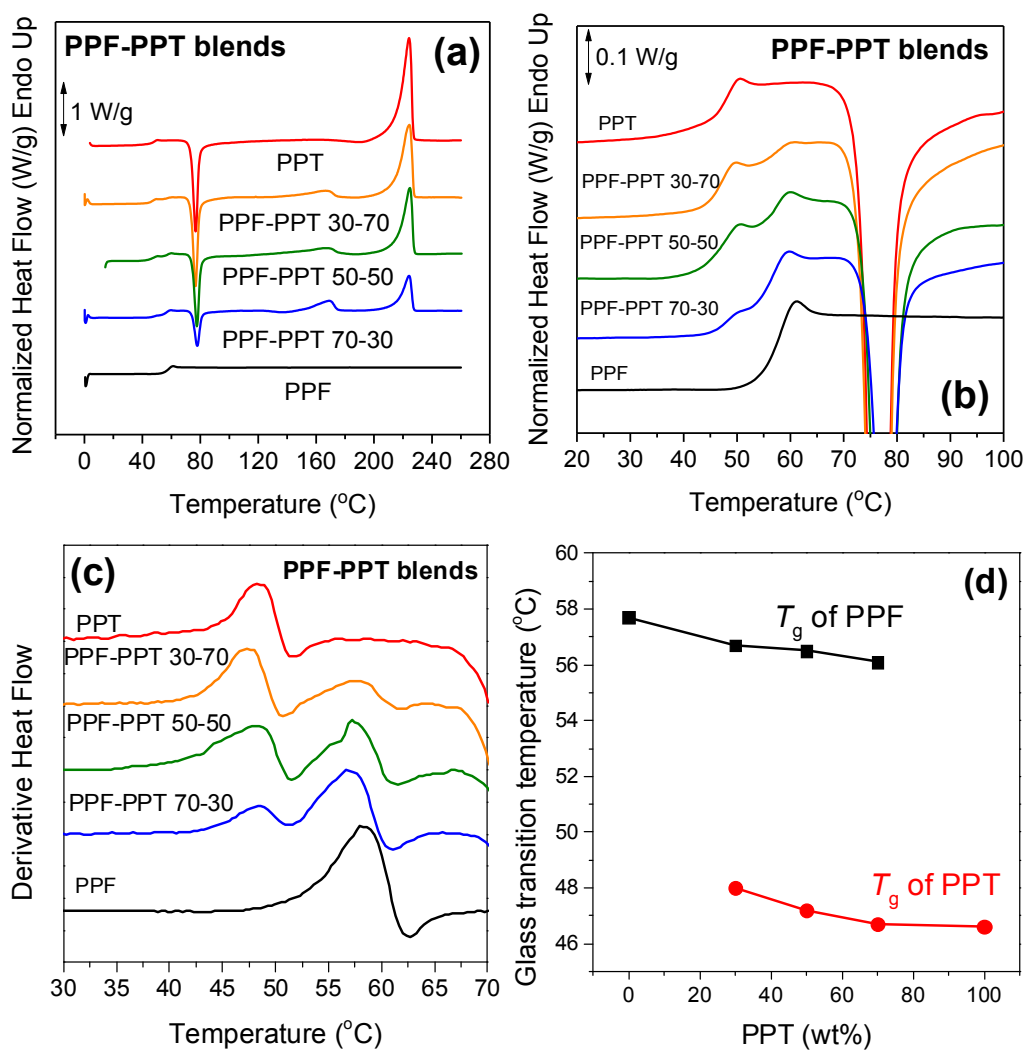 PPF-PPT blends
(a)
1 W/g
PPT
PPF-PPT 30-70
PPF-PPT 50-50
PPF-PPT 70-30
PPF
Normalized Heat Flow (W/g) Endo Up
0 40 80 120 160 200 240 280
Temperature (°C)
0.1 W/g
PPF-PPT blends
PPT
PPF-PPT 30-70
PPF-PPT 50-50
PPF-PPT 70-30
PPF
(b)
Normalized Heat Flow (W/g) Endo Up
20 30 40 50 60 70 80 90 100
Temperature (°C)
(c)
PPF-PPT blends
PPT
PPF-PPT 30-70
PPF-PPT 50-50
PPF-PPT 70-30
PPF
Derivative Heat Flow
30 35 40 45 50 55 60 65 70
Temperature (°C)
(d)
Tg of PPF
Tg of PPT
Glass transition temperature (°C)
60
58
56
54
52
50
48
46
0 20 40 60 80 100
PPT (wt%)